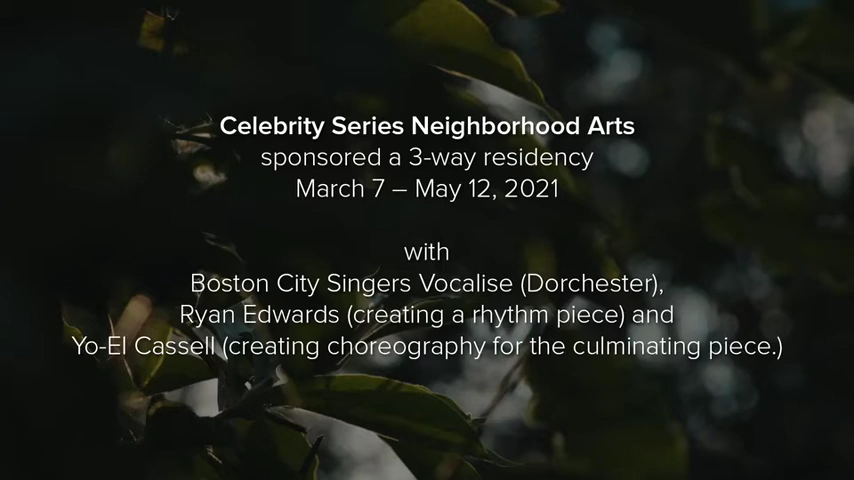 Celebrity Series Neighborhood Arts
sponsored a 3-way residency
March 7 – May 12, 2021
with
Boston City Singers Vocalise (Dorchester),
Ryan Edwards (creating a rhythm piece) and
Yo-El Cassell (creating choreography for the culminating piece.)